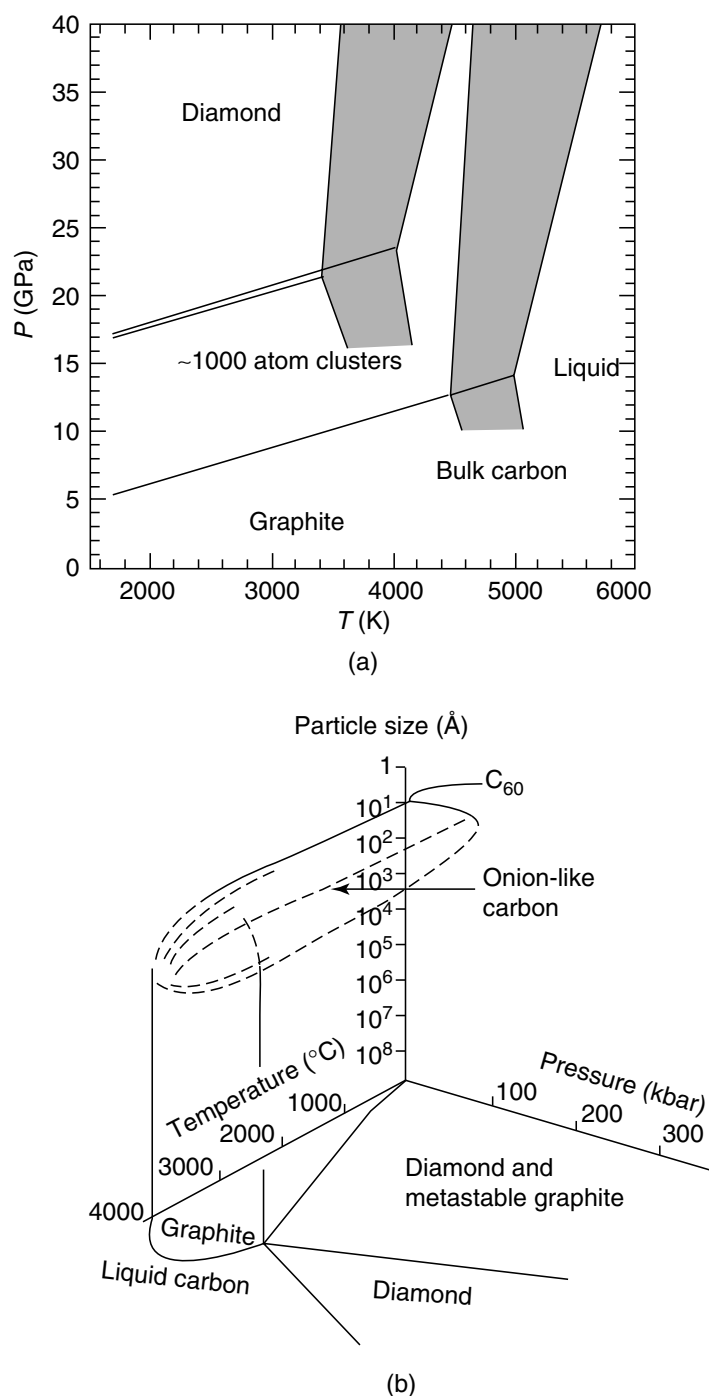 40
35
Diamond
30
25
P (GPa)
20
15
~1000 atom clusters
Liquid
10
Bulk carbon
5
Graphite
0
2000 3000 4000 5000 6000
T (K)
(a)
Particle size (Å)
1
C₆₀
10¹
10²
10³
Onion-like
carbon
10⁴
10⁵
10⁶
10⁷
10⁸
Temperature (°C)
Pressure (kbar)
1000
2000
3000
4000
100
200
300
Diamond and
metastable graphite
Graphite
Liquid carbon
Diamond
(b)